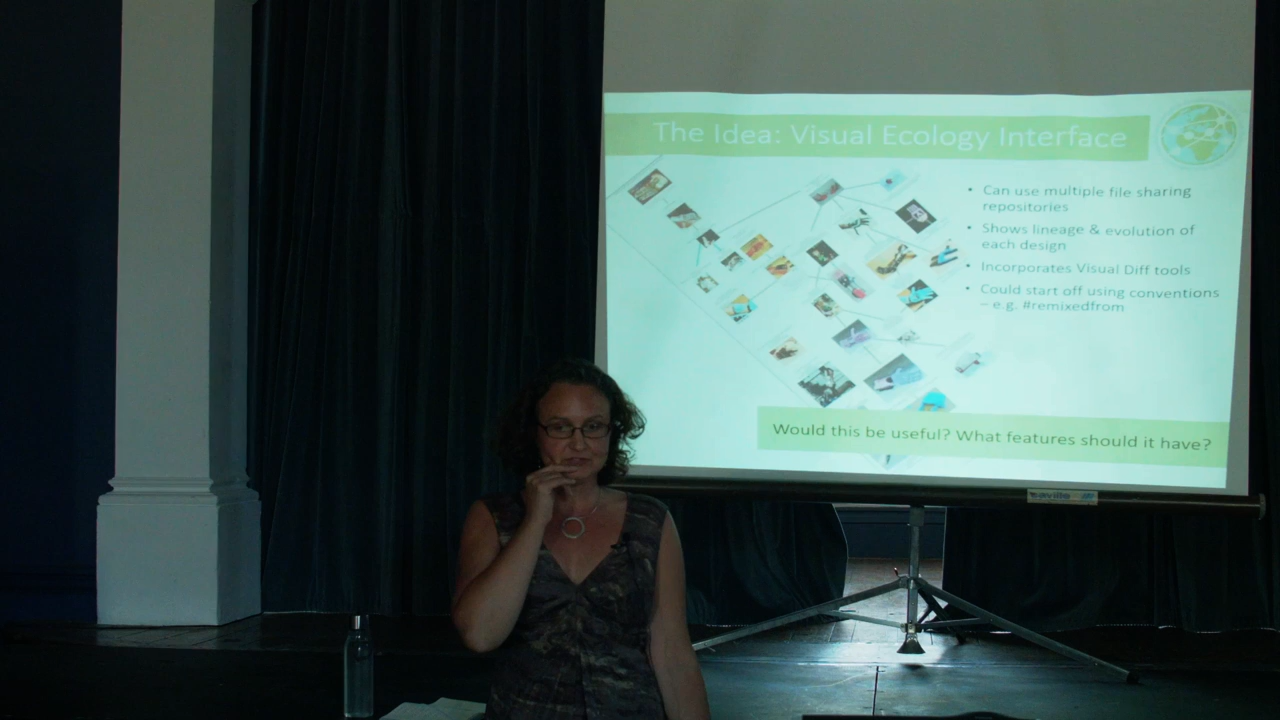 The Idea: Visual Ecology Interface
• Can use multiple file sharing
repositories
• Shows lineage & evolution of
each design
• Incorporates Visual Diff tools
• Could start off using conventions
– e.g. #remixedfrom
Would this be useful? What features should it have?